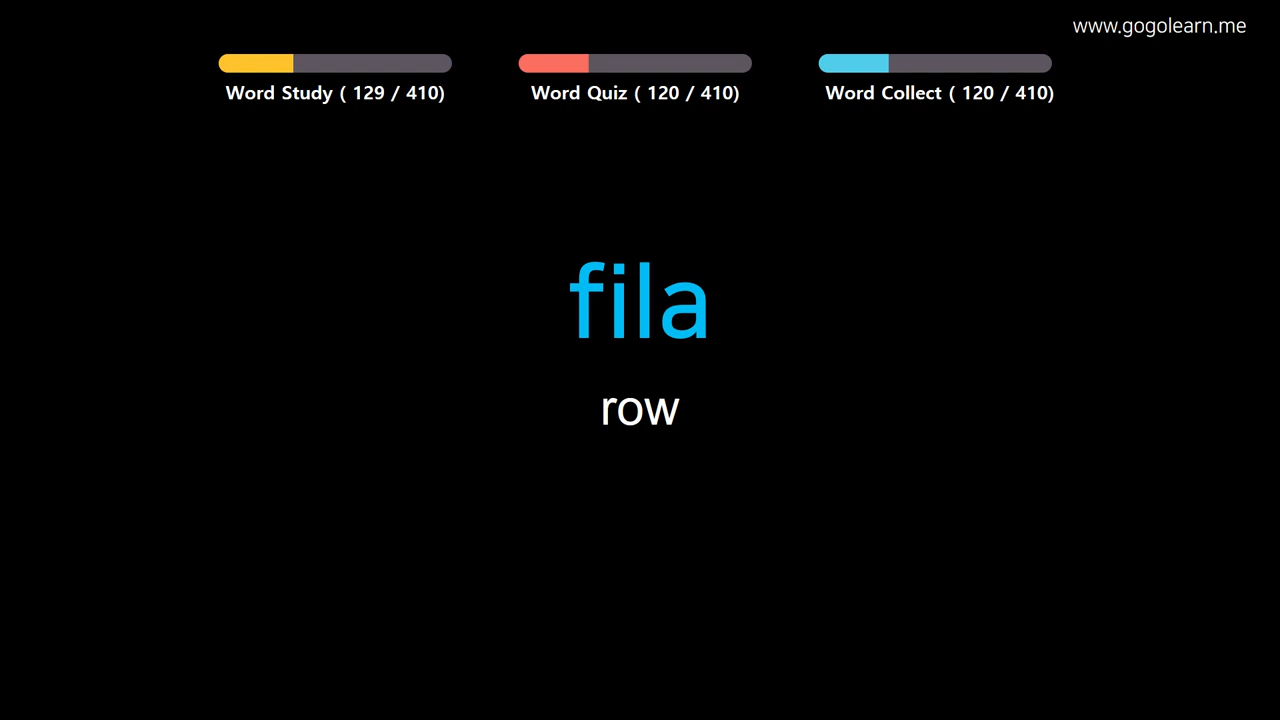 www.gogolearn.me
Word Study ( 129 / 410)
Word Quiz ( 120 / 410)
Word Collect ( 120 / 410)
fila
row